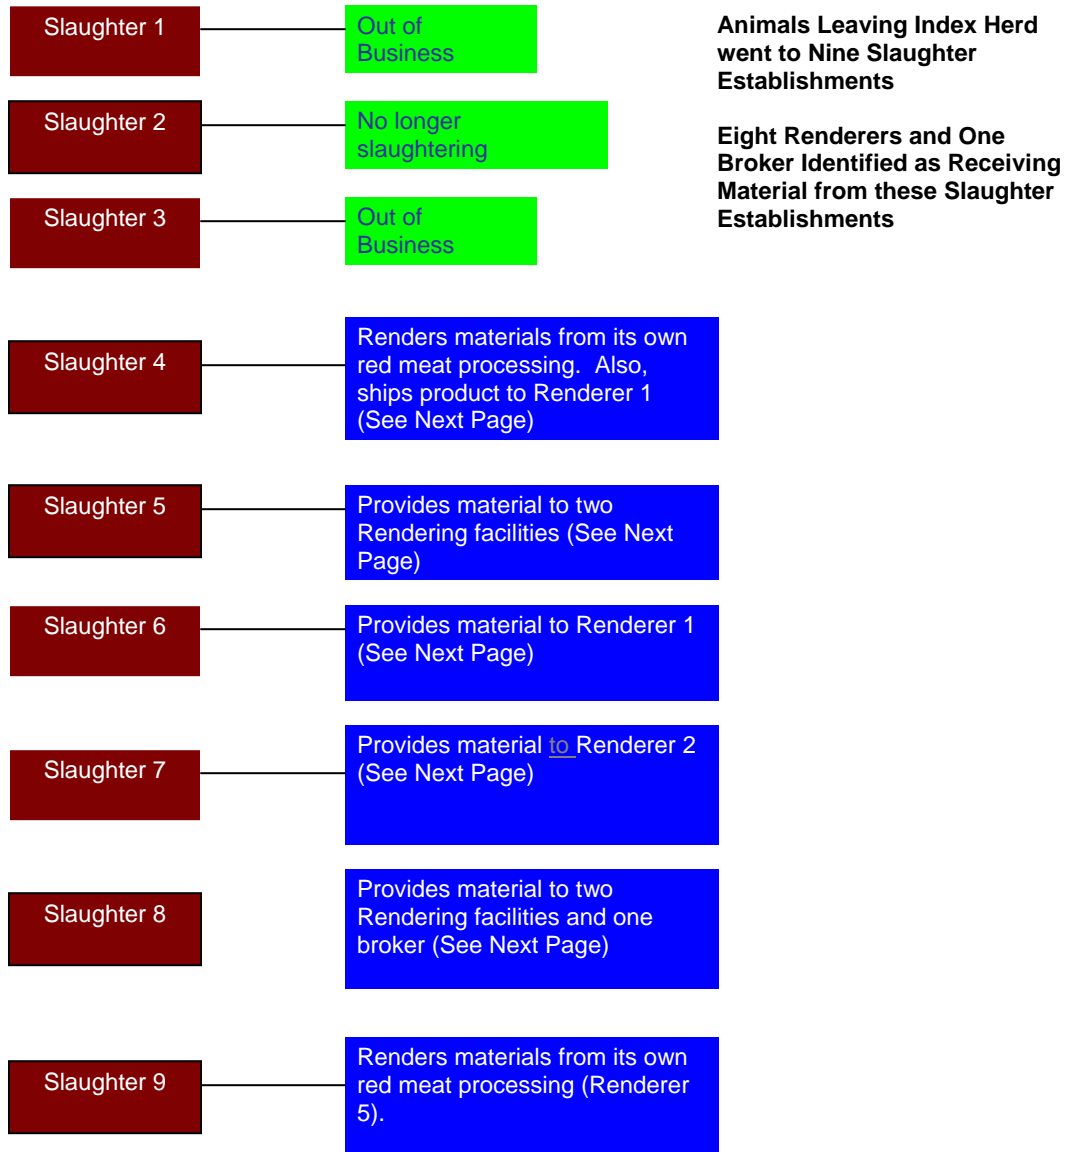 Slaughter 1
Out of
Business
Animals Leaving Index Herd
went to Nine Slaughter
Establishments
Slaughter 2
No longer
slaughtering
Eight Renderers and One
Broker Identified as Receiving
Material from these Slaughter
Establishments
Slaughter 3
Out of
Business
Slaughter 4
Renders materials from its own
red meat processing.  Also,
ships product to Renderer 1
(See Next Page)
Slaughter 5
Provides material to two
Rendering facilities (See Next
Page)
Slaughter 6
Provides material to Renderer 1
(See Next Page)
Slaughter 7
Provides material to Renderer 2
(See Next Page)
Slaughter 8
Provides material to two
Rendering facilities and one
broker (See Next Page)
Slaughter 9
Renders materials from its own
red meat processing (Renderer
5).